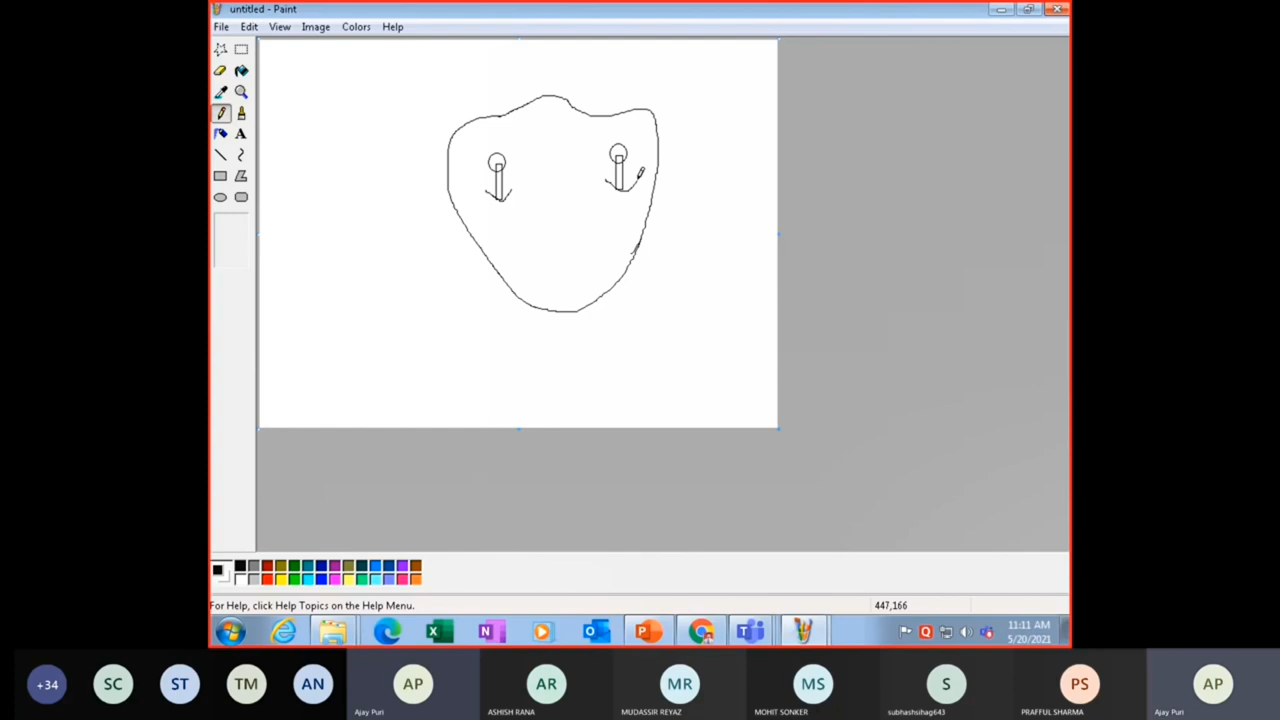 untitled - Paint
File Edit View Image Colors Help
A
For Help, click Help Topics on the Help Menu.
447,166
11:11 AM
5/20/2021
+34
SC
ST
TM
AN
AP
Ajay Puri
AR
ASHISH RANA
MR
MUDASSIR REYAZ
MS
MOHIT SONKER
S
subhashsihag643
PS
PRAFFUL SHARMA
AP
Ajay Puri